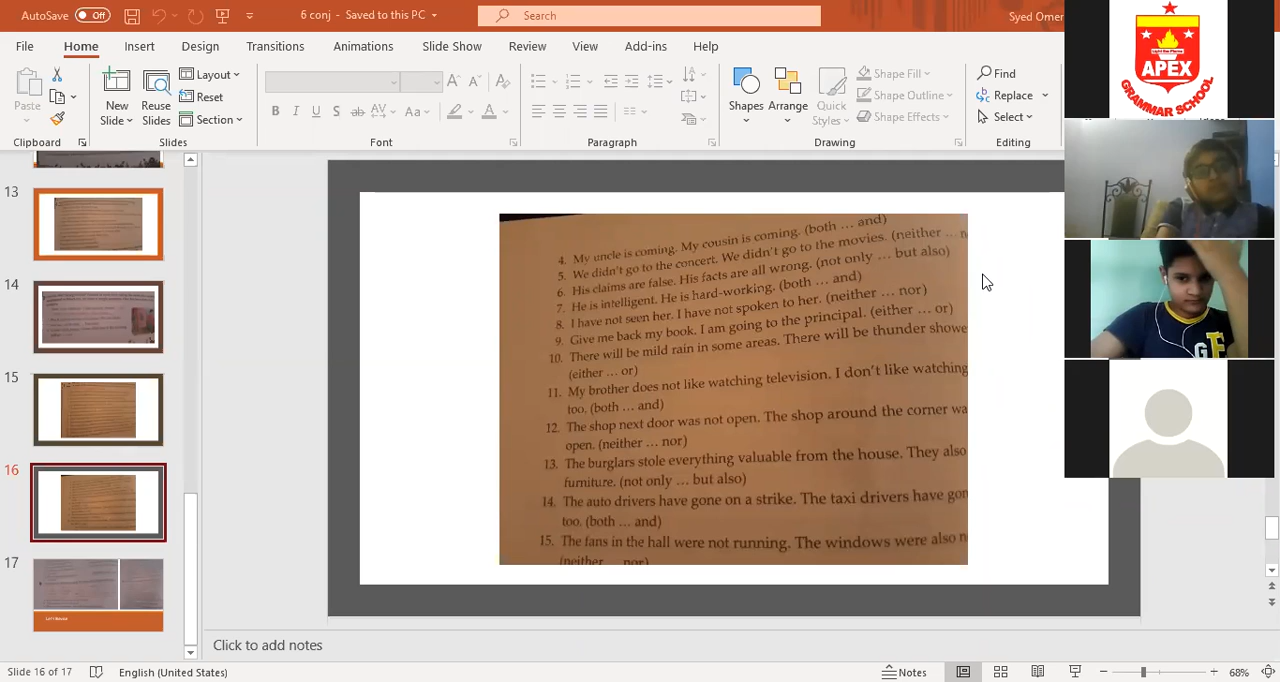 AutoSave Off 6 conj - Saved to this PC Search Syed Omer
File Home Insert Design Transitions Animations Slide Show Review View Add-ins Help
Paste
New Slide
Reuse Slides
Layout
Reset
Section
B I U S ab AV Aa A
Shapes Arrange Quick Styles
Shape Fill
Shape Outline
Shape Effects
Find
Replace
Select
Clipboard Slides Font Paragraph Drawing Editing
APEX
GRAMMAR SCHOOL
13
14
15
16
17
4. My uncle is coming. My cousin is coming. (both ... and)
5. We didn't go to the concert. We didn't go to the movies. (neither ...
6. His claims are false. His facts are all wrong. (not only ... but also)
7. He is intelligent. He is hard-working. (both ... and)
8. I have not seen her. I have not spoken to her. (neither ... nor)
9. Give me back my book. I am going to the principal. (either ... or)
10. There will be mild rain in some areas. There will be thunder showe
(either ... or)
11. My brother does not like watching television. I don't like watching
too. (both ... and)
12. The shop next door was not open. The shop around the corner wa
open. (neither ... nor)
13. The burglars stole everything valuable from the house. They also
furniture. (not only ... but also)
14. The auto drivers have gone on a strike. The taxi drivers have gon
too. (both ... and)
15. The fans in the hall were not running. The windows were also n
(neither ... nor)
GF
Click to add notes
Slide 16 of 17 English (United States) Notes 68%